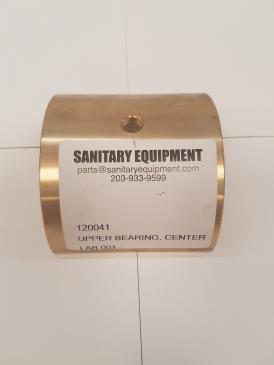 SANITARY EQUIPMENT
parts@sanitaryequipment.com
203-933-9599
120041
UPPER BEARING, CENTER
LAB 001